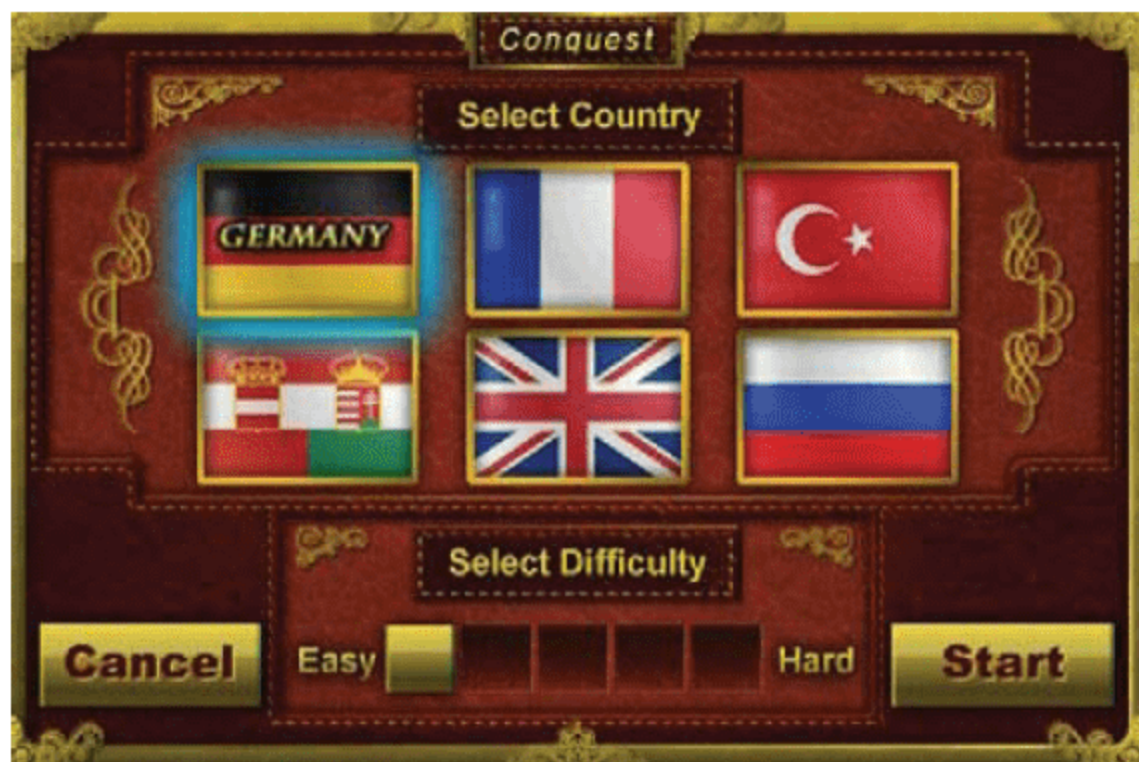 Conquest
Select Country
GERMANY
Select Difficulty
Cancel
Easy
Hard
Start